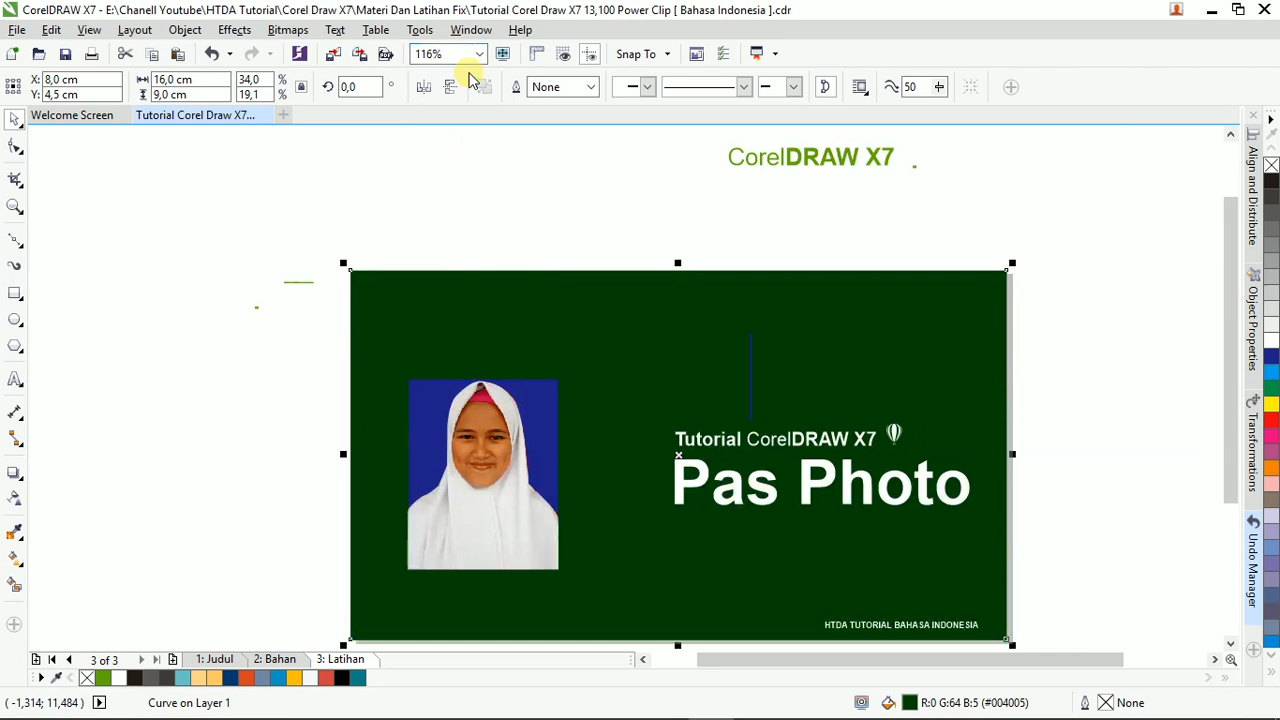 CorelDRAW X7 - E:\Chanell Youtube\HTDA Tutorial\Corel Draw X7\Materi Dan Latihan Fix\Tutorial Corel Draw X7 13,100 Power Clip [ Bahasa Indonesia ].cdr
File Edit View Layout Object Effects Bitmaps Text Table Tools Window Help
116% Snap To
X: 8,0 cm 16,0 cm 34,0 % 0,0 ° None 50
Y: 4,5 cm 9,0 cm 19,1 %
Welcome Screen Tutorial Corel Draw X7...
CorelDRAW X7
Tutorial CorelDRAW X7
Pas Photo
HTDA TUTORIAL BAHASA INDONESIA
Align and Distribute
Object Properties
Transformations
Undo Manager
3 of 3 1: Judul 2: Bahan 3: Latihan
( -1,314; 11,484 ) Curve on Layer 1 R:0 G:64 B:5 (#004005) None